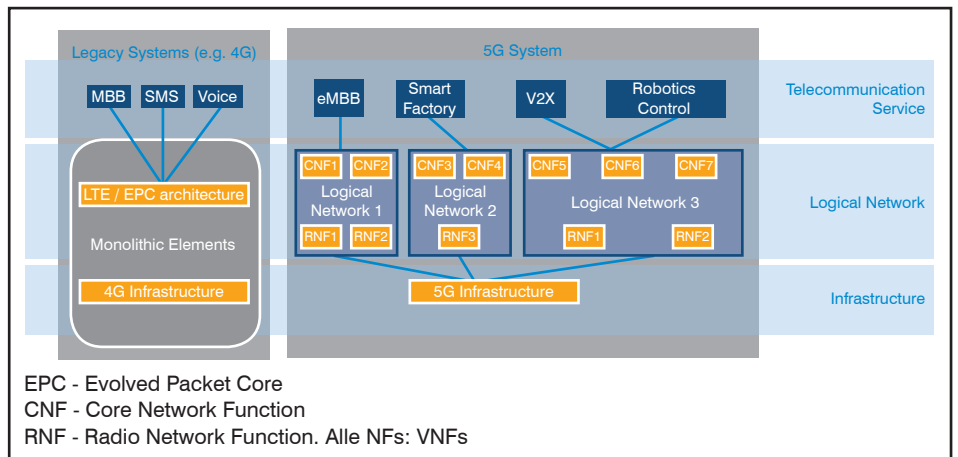 Legacy Systems (e.g. 4G)
5G System
MBB
SMS
Voice
eMBB
Smart
Factory
V2X
Robotics
Control
Telecommunication
Service
CNF1
CNF2
CNF3
CNF4
CNF5
CNF6
CNF7
LTE / EPC architecture
Logical
Network 1
Logical
Network 2
Logical Network 3
Logical Network
RNF1
RNF2
RNF3
RNF1
RNF2
Monolithic Elements
4G Infrastructure
5G Infrastructure
Infrastructure
EPC - Evolved Packet Core
CNF - Core Network Function
RNF - Radio Network Function. Alle NFs: VNFs